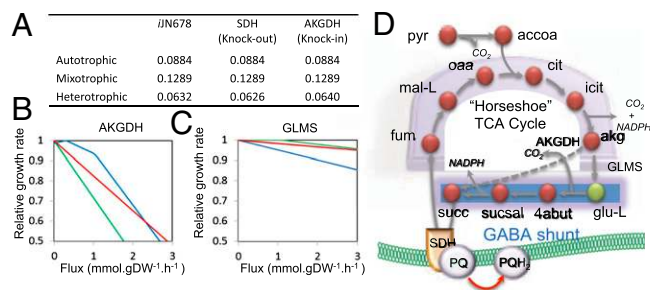 A
iJN678 SDH AKGDH
(Knock-out) (Knock-in)
Autotrophic 0.0884 0.0884 0.0884
Mixotrophic 0.1289 0.1289 0.1289
Heterotrophic 0.0632 0.0626 0.0640
B
AKGDH
Relative growth rate
1
0.9
0.8
0.7
0.6
0.5
0 1 2 3
Flux (mmol.gDW⁻¹.h⁻¹)
C
GLMS
Relative growth rate
1
0.9
0.8
0.7
0.6
0.5
0 1 2 3
Flux (mmol.gDW⁻¹.h⁻¹)
D
pyr
accoa
CO₂
oaa
cit
mal-L
icit
"Horseshoe"
TCA Cycle
CO₂
+
NADPH
fum
AKGDH
akg
CO₂
NADPH
GLMS
succ
sucsal
4abut
glu-L
GABA shunt
SDH
PQ
PQH₂